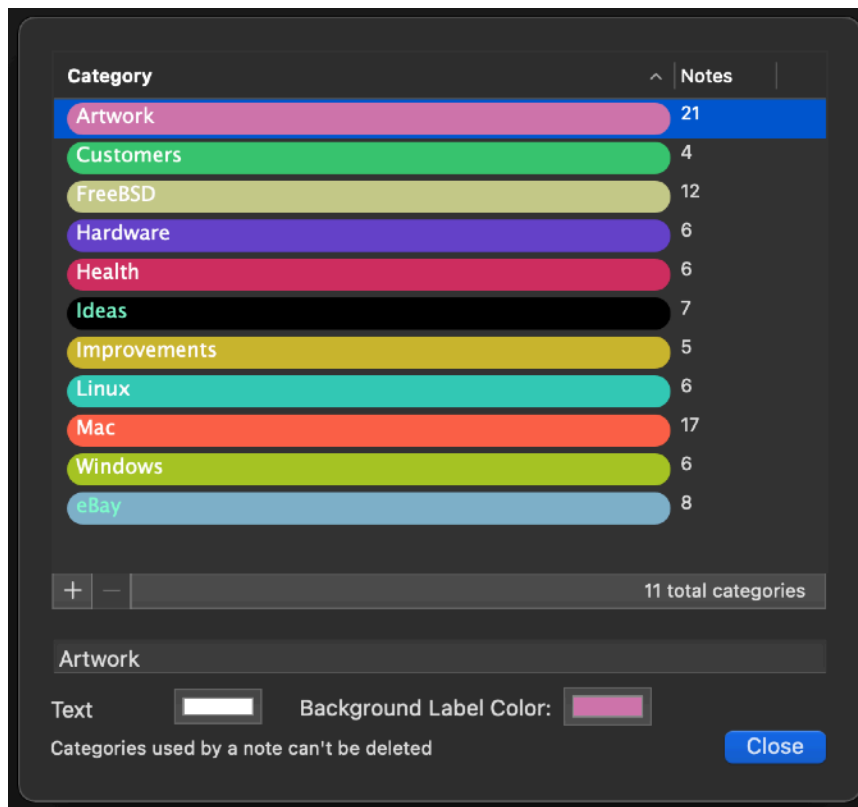 Category Notes
Artwork 21
Customers 4
FreeBSD 12
Hardware 6
Health 6
Ideas 7
Improvements 5
Linux 6
Mac 17
Windows 6
eBay 8
+ − 11 total categories
Artwork
Text Background Label Color:
Categories used by a note can't be deleted Close